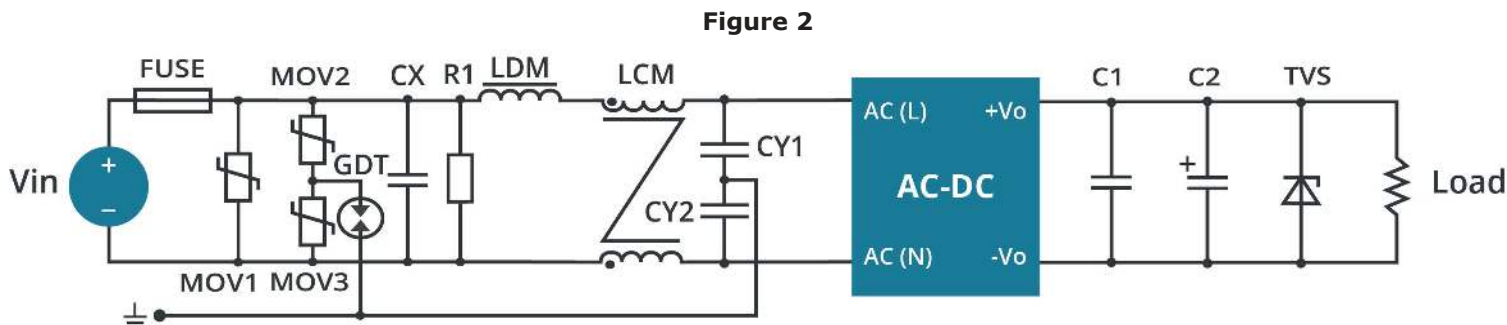 Figure 2
FUSE
MOV2
CX
R1
LDM
LCM
C1
C2
TVS
AC (L)
+Vo
Vin
+
−
GDT
CY1
+
AC-DC
Load
CY2
AC (N)
-Vo
MOV1
MOV3